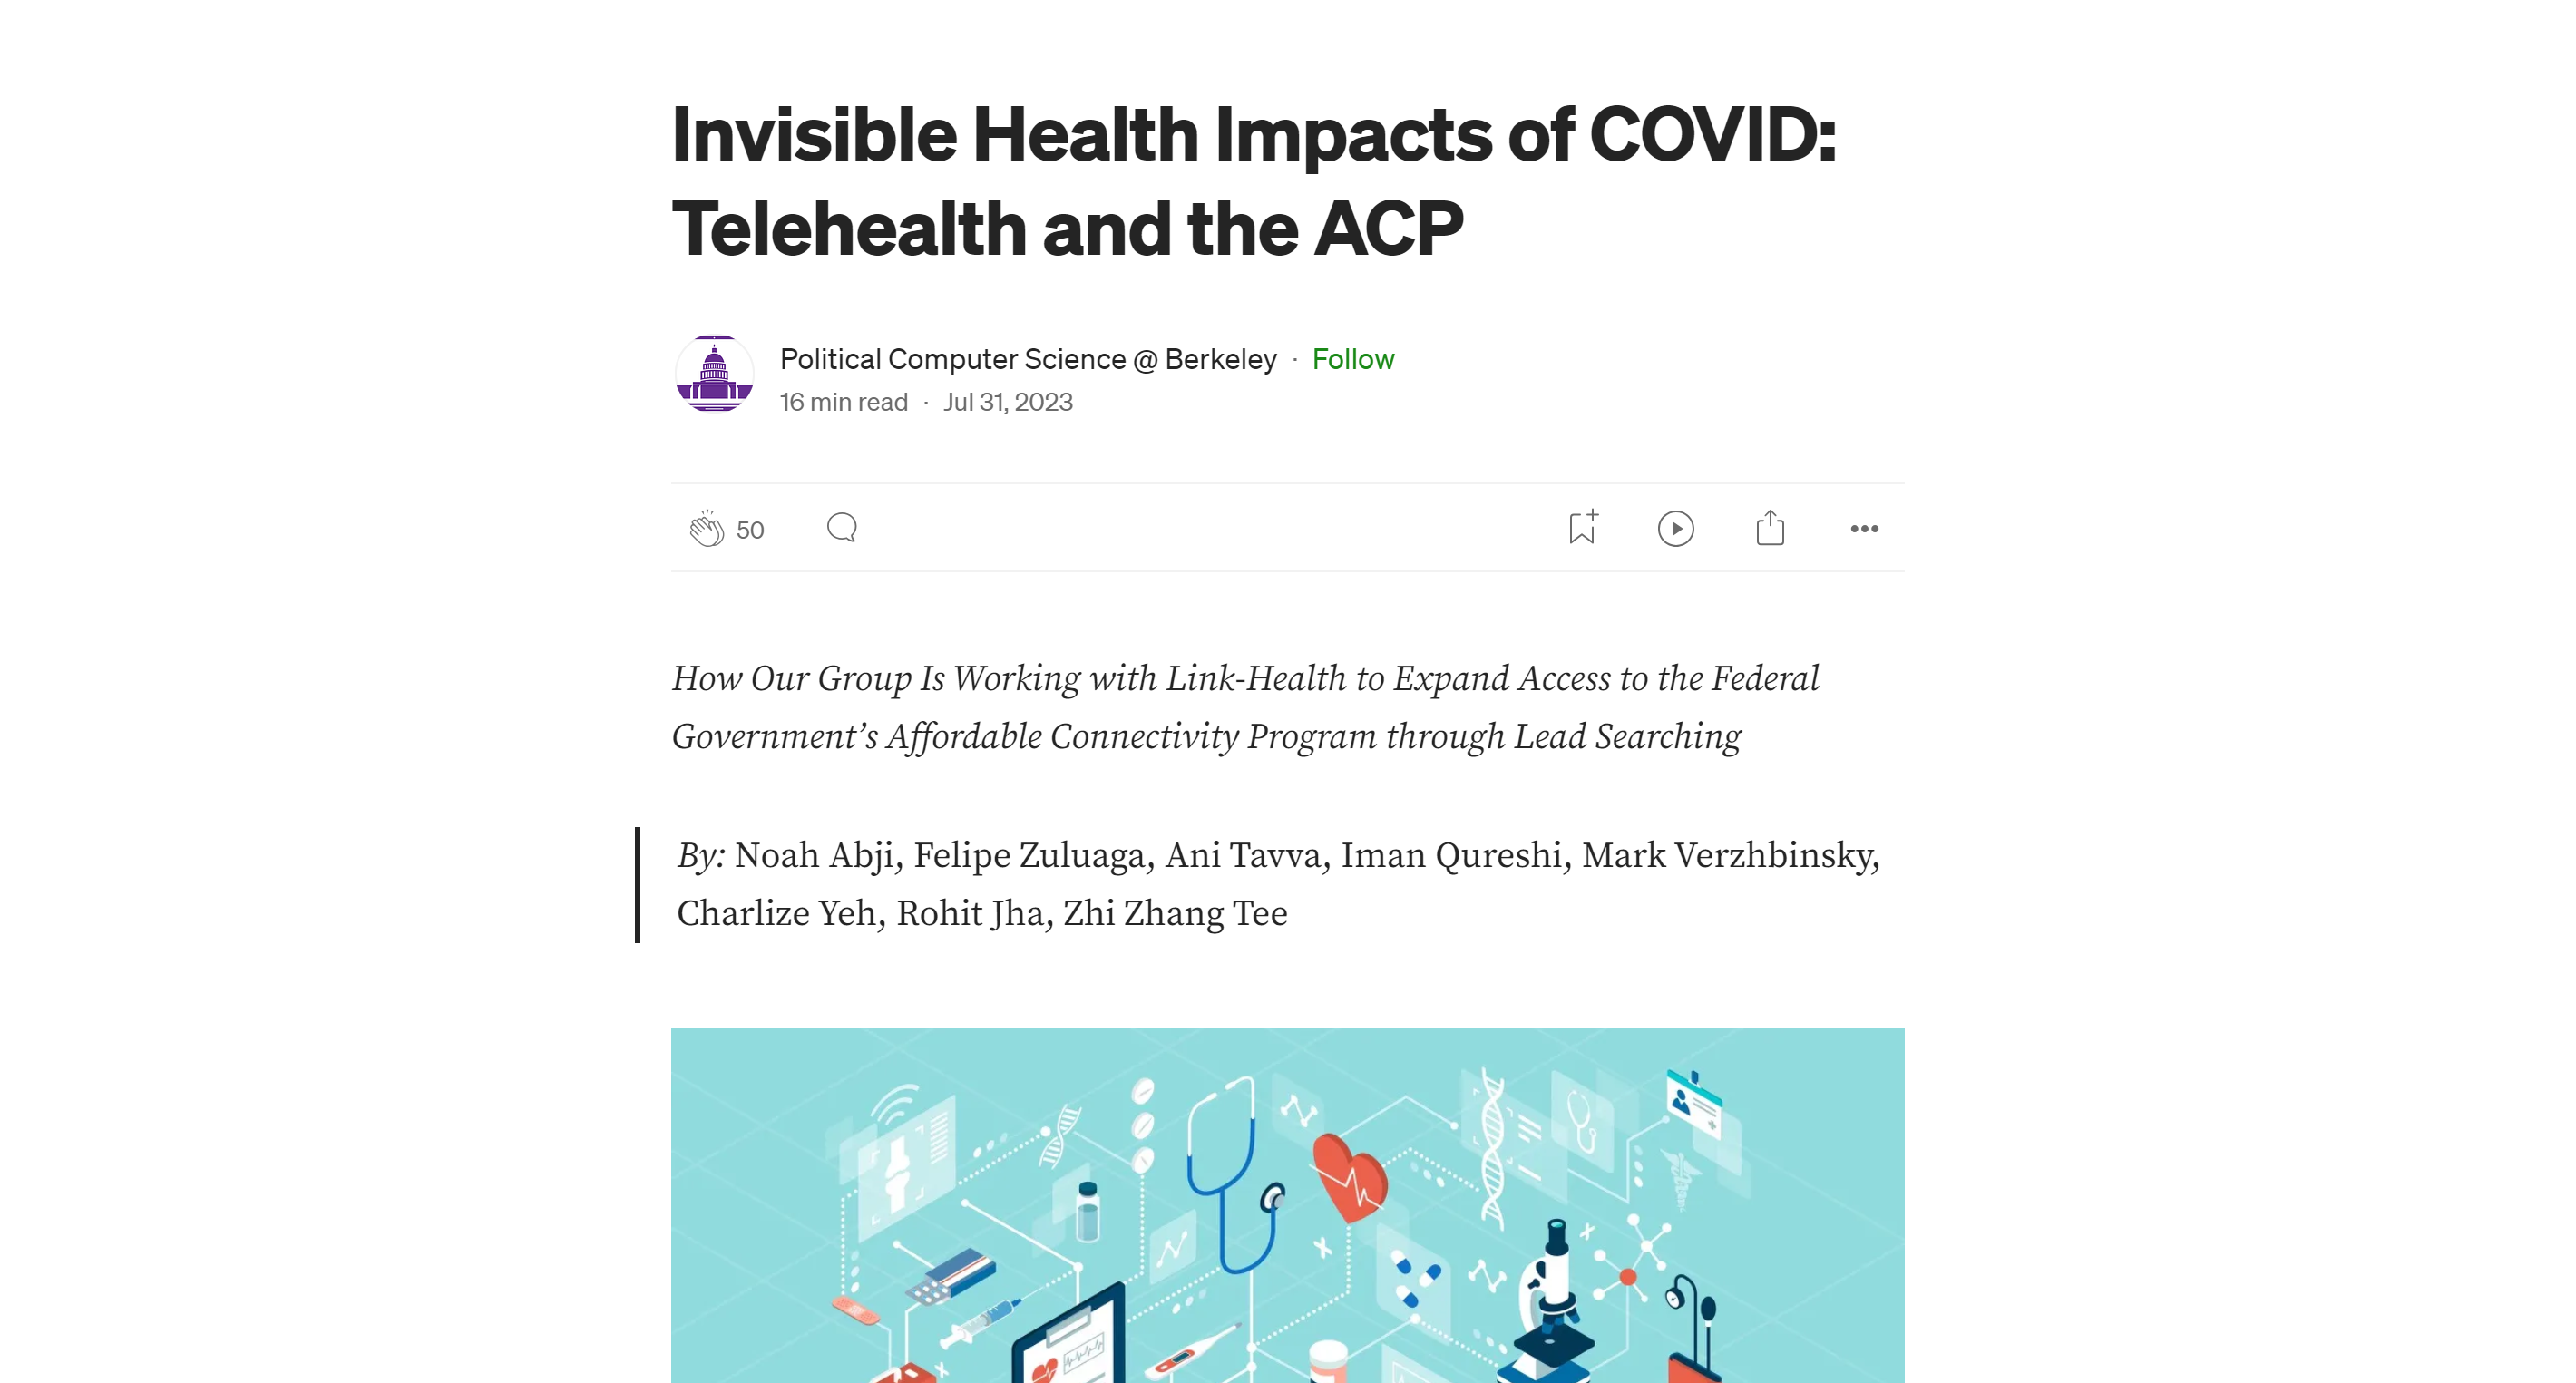 Invisible Health Impacts of COVID:
Telehealth and the ACP
Political Computer Science @ Berkeley · Follow
16 min read · Jul 31, 2023
50
How Our Group Is Working with Link-Health to Expand Access to the Federal
Government’s Affordable Connectivity Program through Lead Searching
By: Noah Abji, Felipe Zuluaga, Ani Tavva, Iman Qureshi, Mark Verzhbinsky,
Charlize Yeh, Rohit Jha, Zhi Zhang Tee